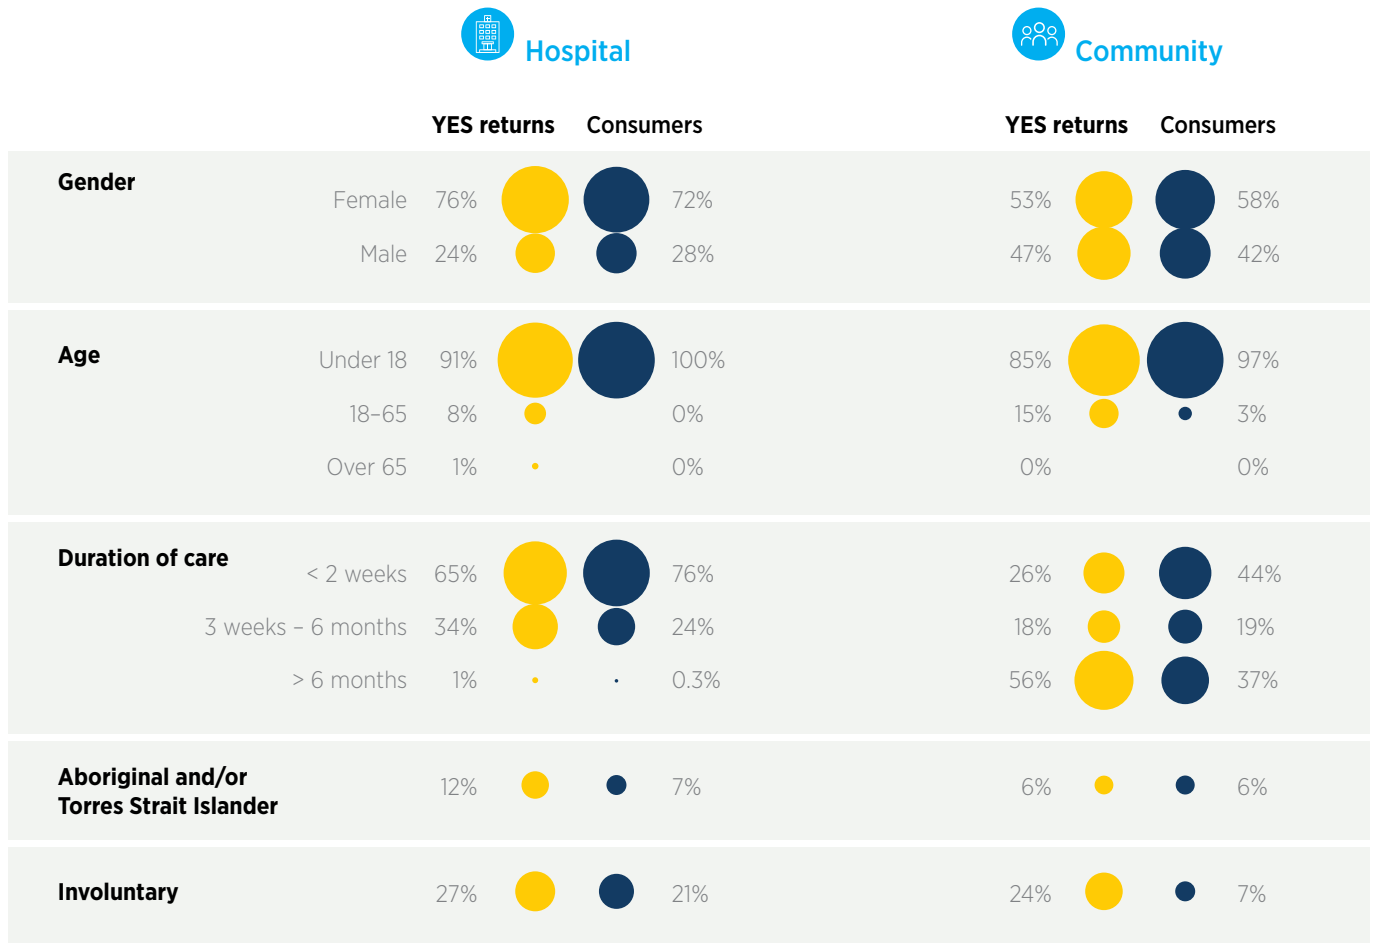 Hospital Community
YES returns Consumers YES returns Consumers
Gender
Female 76% 72% 53% 58%
Male 24% 28% 47% 42%
Age
Under 18 91% 100% 85% 97%
18–65 8% 0% 15% 3%
Over 65 1% 0% 0% 0%
Duration of care
< 2 weeks 65% 76% 26% 44%
3 weeks – 6 months 34% 24% 18% 19%
> 6 months 1% 0.3% 56% 37%
Aboriginal and/or
Torres Strait Islander
12% 7% 6% 6%
Involuntary 27% 21% 24% 7%